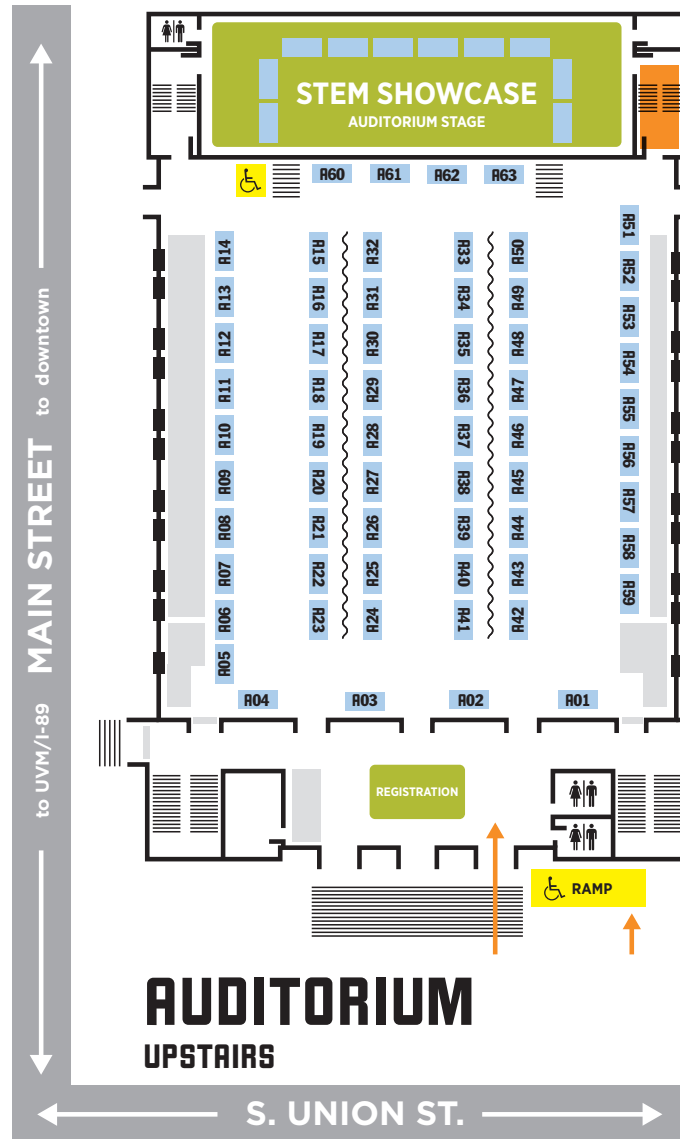 STEM SHOWCASE
AUDITORIUM STAGE
A60 A61 A62 A63
A14 A15 A32 A33 A50 A51
A13 A16 A31 A34 A49 A52
A12 A17 A30 A35 A48 A53
A11 A18 A29 A36 A47 A54
A10 A19 A28 A37 A46 A55
A09 A20 A27 A38 A45 A56
A08 A21 A26 A39 A44 A57
A07 A22 A25 A40 A43 A58
A06 A23 A24 A41 A42 A59
A05
A04 A03 A02 A01
REGISTRATION
RAMP
to UVM/I-89 MAIN STREET to downtown
AUDITORIUM
UPSTAIRS
S. UNION ST.